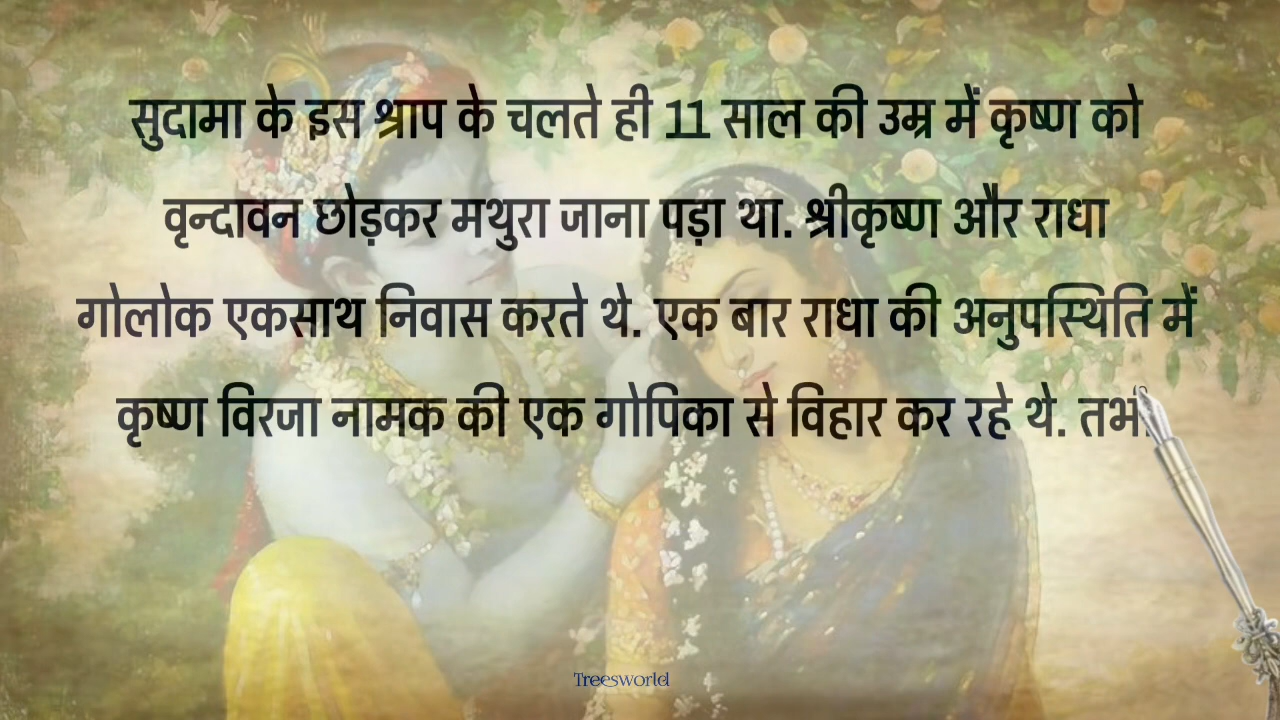 सुदामा के इस श्राप के चलते ही 11 साल की उम्र में कृष्ण को
वृन्दावन छोड़कर मथुरा जाना पड़ा था. श्रीकृष्ण और राधा
गोलोक एकसाथ निवास करते थे. एक बार राधा की अनुपस्थिति में
कृष्ण विरजा नामक की एक गोपिका से विहार कर रहे थे.
Treesworld